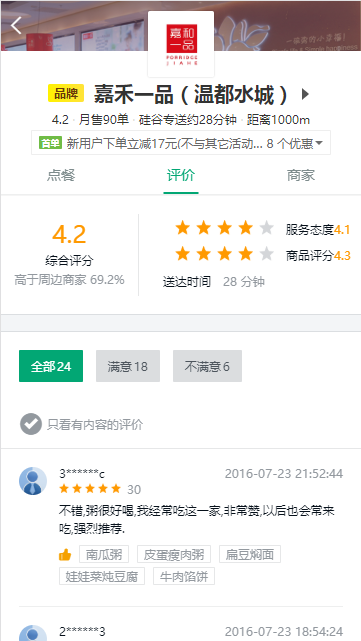 嘉和
一品
PORRIDGE
JIAHE
品牌 嘉禾一品（温都水城）
4.2 月售90单 硅谷专送约28分钟 距离1000m
首单 新用户下单立减17元(不与其它活动... 8 个优惠
点餐 评价 商家
4.2
综合评分
高于周边商家 69.2%
服务态度4.1
商品评分4.3
送达时间 28 分钟
全部24 满意18 不满意6
只看有内容的评价
3******c 2016-07-23 21:52:44
30
不错,粥很好喝,我经常吃这一家,非常赞,以后也会常来
吃,强烈推荐.
南瓜粥 皮蛋瘦肉粥 扁豆焖面
娃娃菜炖豆腐 牛肉馅饼
2******3 2016-07-23 18:54:24